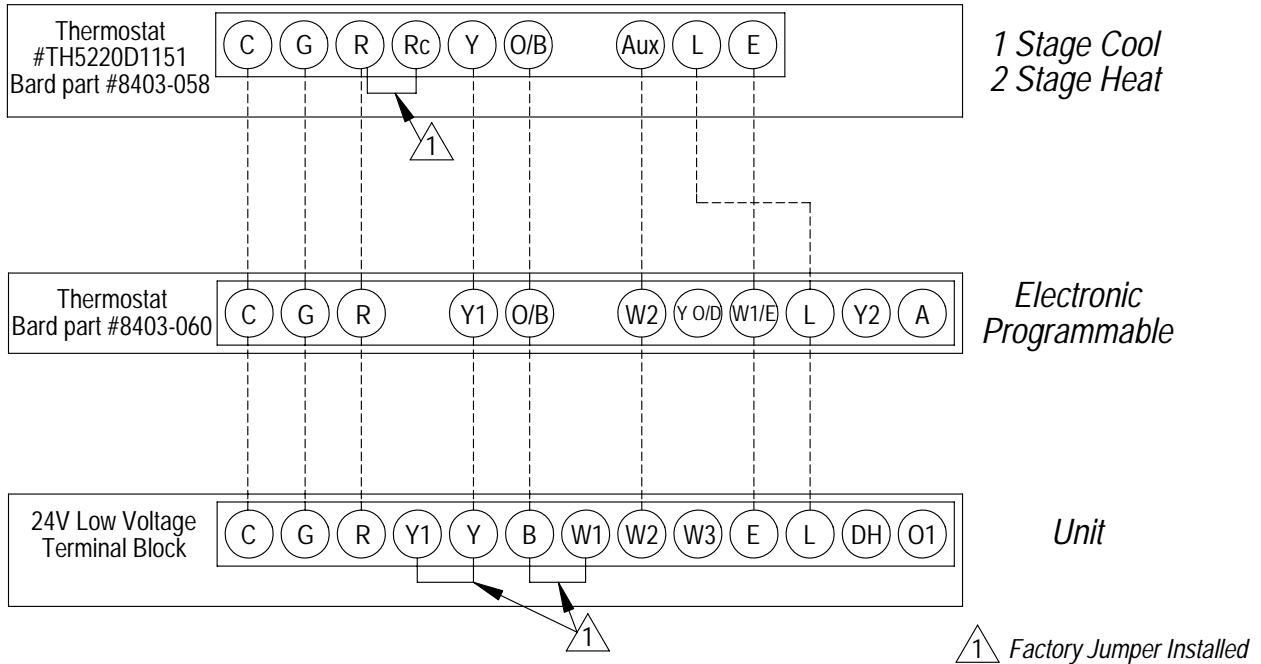 Thermostat
#TH5220D1151
Bard part #8403-058
C G R Rc Y O/B Aux L E
1 Stage Cool
2 Stage Heat
1
Thermostat
Bard part #8403-060
C G R Y1 O/B W2 Y O/D W1/E L Y2 A
Electronic
Programmable
24V Low Voltage
Terminal Block
C G R Y1 Y B W1 W2 W3 E L DH O1
Unit
1
1 Factory Jumper Installed